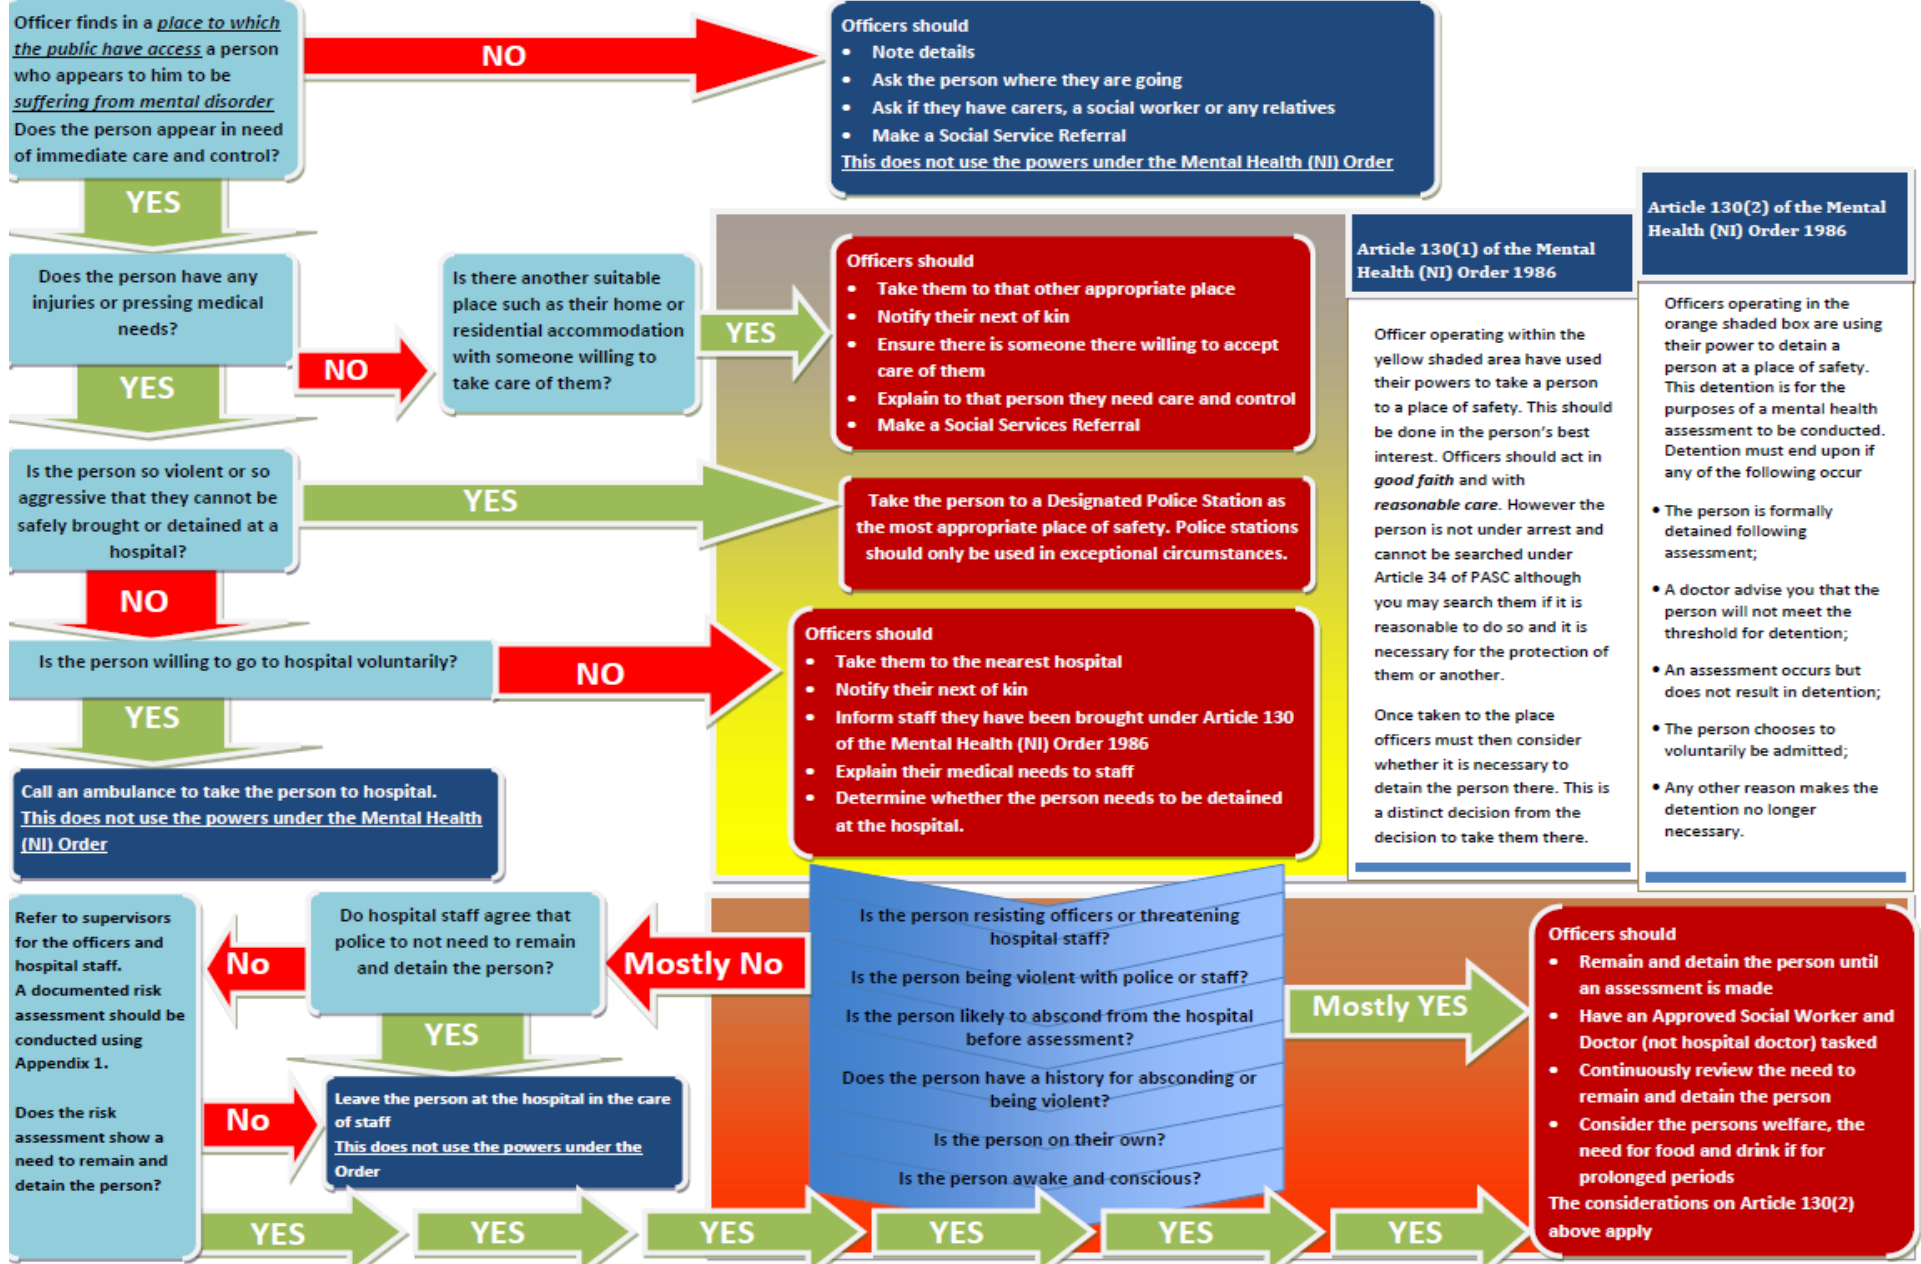 Officer finds in a place to which
the public have access a person
who appears to him to be
suffering from mental disorder
Does the person appear in need
of immediate care and control?
NO
Officers should
• Note details
• Ask the person where they are going
• Ask if they have carers, a social worker or any relatives
• Make a Social Service Referral
This does not use the powers under the Mental Health (NI) Order
YES
Does the person have any
injuries or pressing medical
needs?
NO
Is there another suitable
place such as their home or
residential accommodation
with someone willing to
take care of them?
YES
Officers should
• Take them to that other appropriate place
• Notify their next of kin
• Ensure there is someone there willing to accept
care of them
• Explain to that person they need care and control
• Make a Social Services Referral
YES
Is the person so violent or so
aggressive that they cannot be
safely brought or detained at a
hospital?
YES
Take the person to a Designated Police Station as
the most appropriate place of safety. Police stations
should only be used in exceptional circumstances.
NO
Is the person willing to go to hospital voluntarily?
NO
Officers should
• Take them to the nearest hospital
• Notify their next of kin
• Inform staff they have been brought under Article 130
of the Mental Health (NI) Order 1986
• Explain their medical needs to staff
• Determine whether the person needs to be detained
at the hospital.
YES
Call an ambulance to take the person to hospital.
This does not use the powers under the Mental Health
(NI) Order
Article 130(1) of the Mental
Health (NI) Order 1986
Officer operating within the
yellow shaded area have used
their powers to take a person
to a place of safety. This should
be done in the person's best
interest. Officers should act in
good faith and with
reasonable care. However the
person is not under arrest and
cannot be searched under
Article 34 of PASC although
you may search them if it is
reasonable to do so and it is
necessary for the protection of
them or another.
Once taken to the place
officers must then consider
whether it is necessary to
detain the person there. This is
a distinct decision from the
decision to take them there.
Article 130(2) of the Mental
Health (NI) Order 1986
Officers operating in the
orange shaded box are using
their power to detain a
person at a place of safety.
This detention is for the
purposes of a mental health
assessment to be conducted.
Detention must end upon if
any of the following occur
• The person is formally
detained following
assessment;
• A doctor advise you that the
person will not meet the
threshold for detention;
• An assessment occurs but
does not result in detention;
• The person chooses to
voluntarily be admitted;
• Any other reason makes the
detention no longer
necessary.
Is the person resisting officers or threatening
hospital staff?
Is the person being violent with police or staff?
Is the person likely to abscond from the hospital
before assessment?
Does the person have a history for absconding or
being violent?
Is the person on their own?
Is the person awake and conscious?
Mostly No
Do hospital staff agree that
police to not need to remain
and detain the person?
No
Refer to supervisors
for the officers and
hospital staff.
A documented risk
assessment should be
conducted using
Appendix 1.
Does the risk
assessment show a
need to remain and
detain the person?
YES
No
Leave the person at the hospital in the care
of staff
This does not use the powers under the
Order
Mostly YES
Officers should
• Remain and detain the person until
an assessment is made
• Have an Approved Social Worker and
Doctor (not hospital doctor) tasked
• Continuously review the need to
remain and detain the person
• Consider the persons welfare, the
need for food and drink if for
prolonged periods
The considerations on Article 130(2)
above apply
YES
YES
YES
YES
YES
YES